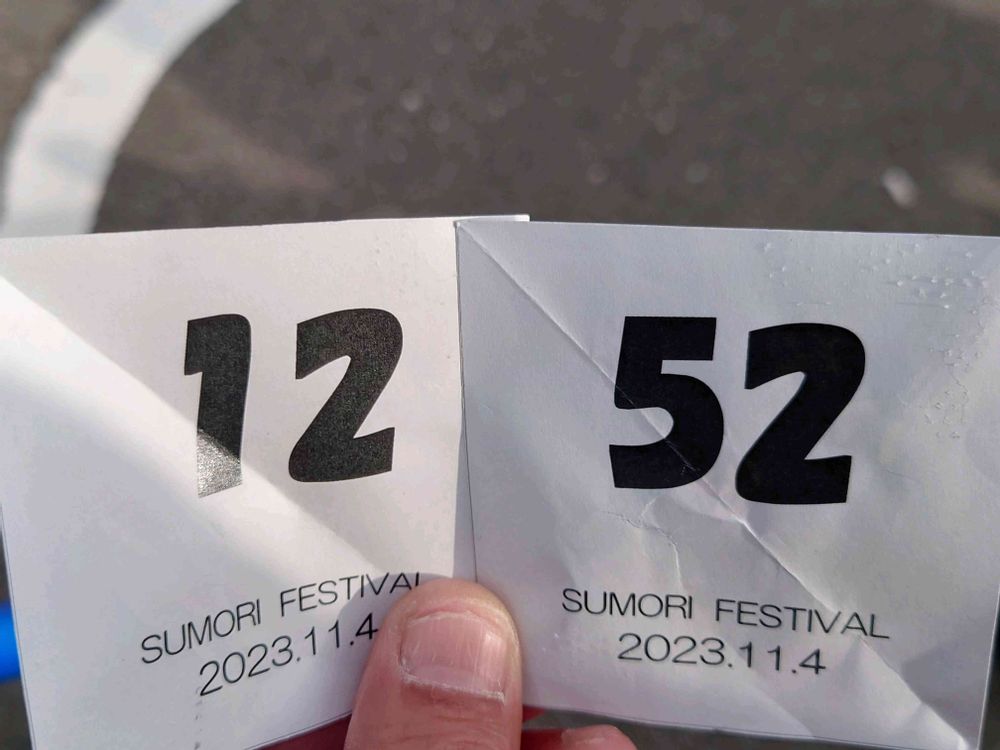 12
SUMORI FESTIVAL
2023.11.4
52
SUMORI FESTIVAL
2023.11.4